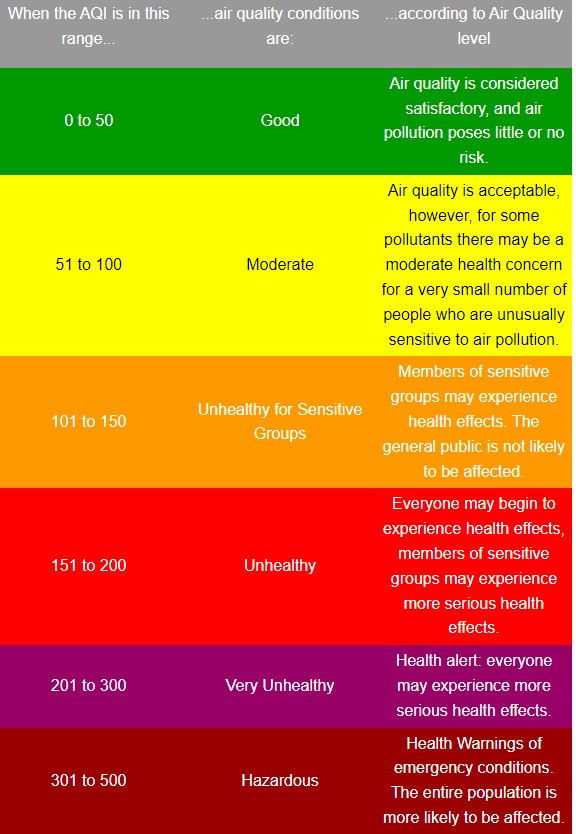 When the AQI is in this
range...
...air quality conditions
are:
...according to Air Quality
level
0 to 50
Good
Air quality is considered
satisfactory, and air
pollution poses little or no
risk.
51 to 100
Moderate
Air quality is acceptable,
however, for some
pollutants there may be a
moderate health concern
for a very small number of
people who are unusually
sensitive to air pollution.
101 to 150
Unhealthy for Sensitive
Groups
Members of sensitive
groups may experience
health effects. The
general public is not likely
to be affected.
151 to 200
Unhealthy
Everyone may begin to
experience health effects,
members of sensitive
groups may experience
more serious health
effects.
201 to 300
Very Unhealthy
Health alert: everyone
may experience more
serious health effects.
301 to 500
Hazardous
Health Warnings of
emergency conditions.
The entire population is
more likely to be affected.